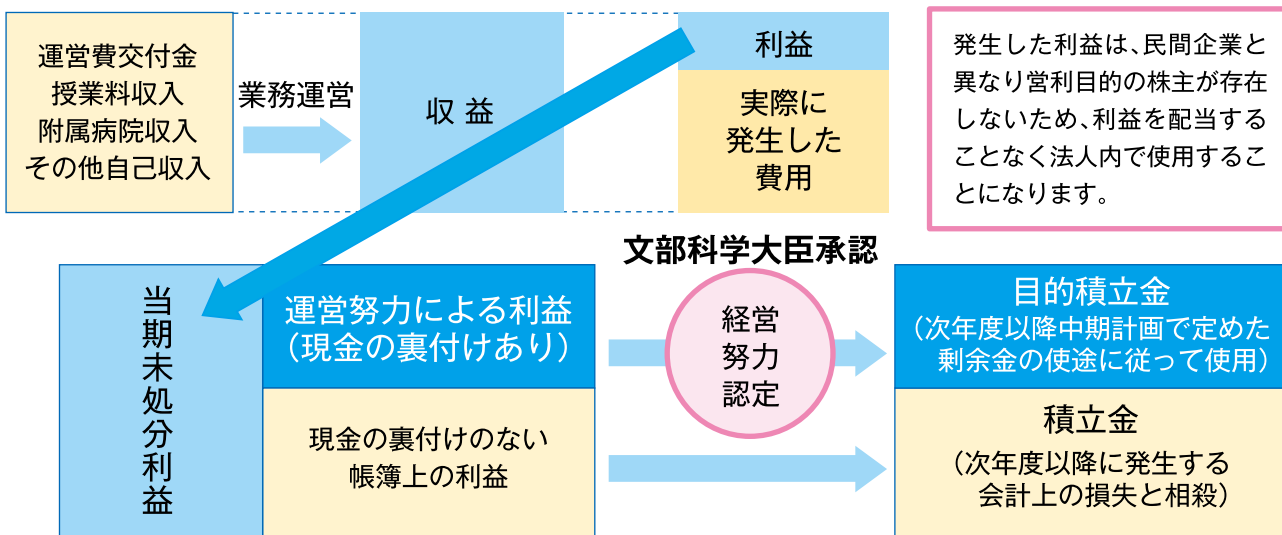 運営費交付金
授業料収入
附属病院収入
その他自己収入
業務運営
収益
利益
実際に
発生した
費用
発生した利益は、民間企業と
異なり営利目的の株主が存在
しないため、利益を配当する
ことなく法人内で使用するこ
とになります。
文部科学大臣承認
当期未処分利益
運営努力による利益
（現金の裏付けあり）
現金の裏付けのない
帳簿上の利益
経営
努力
認定
目的積立金
（次年度以降中期計画で定めた
剰余金の使途に従って使用）
積立金
（次年度以降に発生する
会計上の損失と相殺）